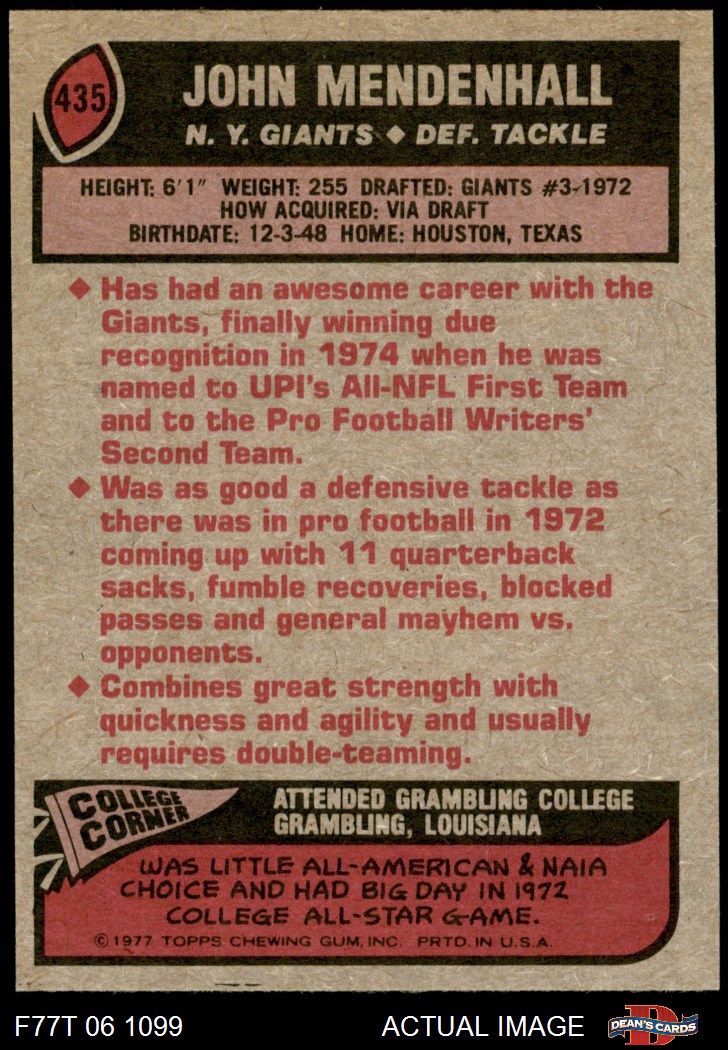 435
JOHN MENDENHALL
N. Y. GIANTS ♦ DEF. TACKLE
HEIGHT: 6'1" WEIGHT: 255 DRAFTED: GIANTS #3-1972
HOW ACQUIRED: VIA DRAFT
BIRTHDATE: 12-3-48 HOME: HOUSTON, TEXAS
♦ Has had an awesome career with the
Giants, finally winning due
recognition in 1974 when he was
named to UPI's All-NFL First Team
and to the Pro Football Writers'
Second Team.
♦ Was as good a defensive tackle as
there was in pro football in 1972
coming up with 11 quarterback
sacks, fumble recoveries, blocked
passes and general mayhem vs.
opponents.
♦ Combines great strength with
quickness and agility and usually
requires double-teaming.
COLLEGE
CORNER
ATTENDED GRAMBLING COLLEGE
GRAMBLING, LOUISIANA
WAS LITTLE ALL-AMERICAN & NAIA
CHOICE AND HAD BIG DAY IN 1972
COLLEGE ALL-STAR GAME.
© 1977 TOPPS CHEWING GUM, INC. PRTD. IN U.S.A.
F77T 06 1099
ACTUAL IMAGE
D
DEAN'S CARDS